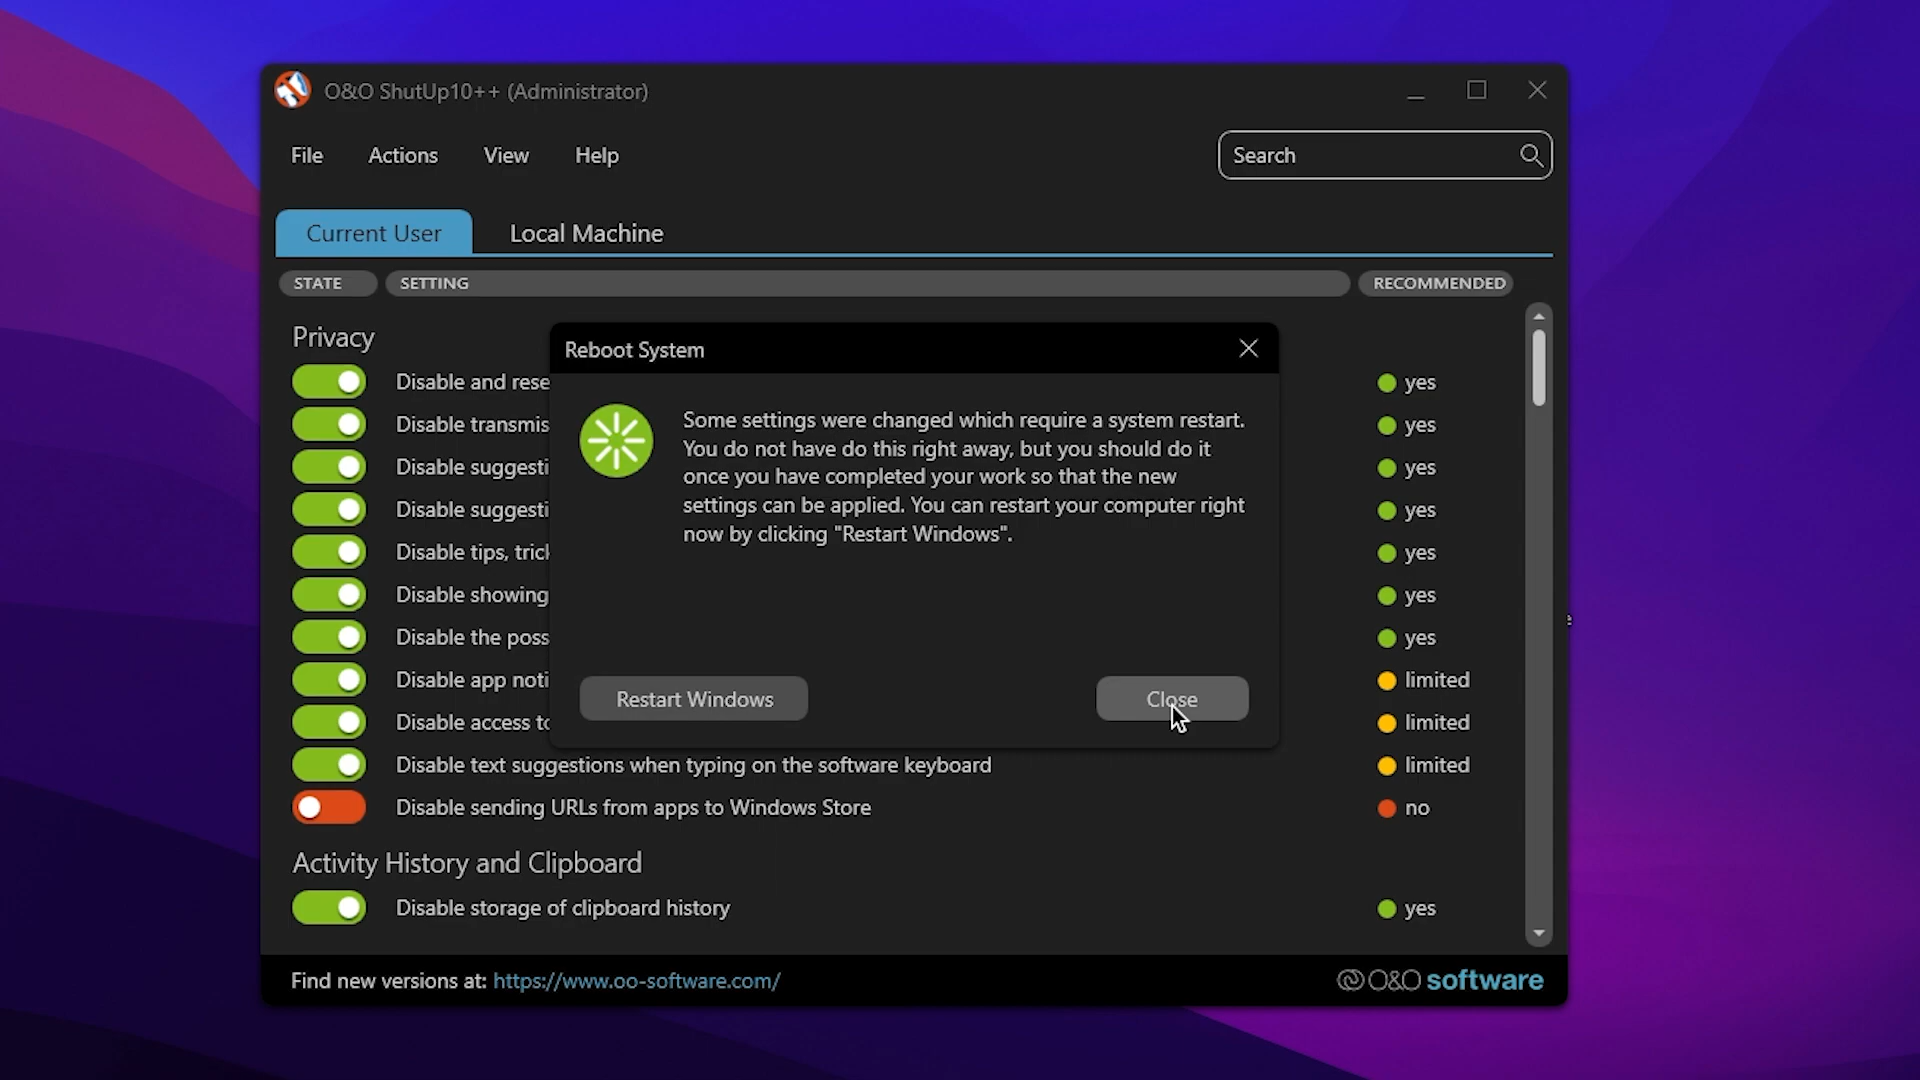 O&O ShutUp10++ (Administrator)
File Actions View Help
Search
Current User Local Machine
STATE SETTING RECOMMENDED
Privacy
Reboot System
Disable and rese
yes
Some settings were changed which require a system restart.
Disable transmis
yes
You do not have do this right away, but you should do it
Disable suggesti
yes
once you have completed your work so that the new
Disable suggesti
yes
settings can be applied. You can restart your computer right
now by clicking "Restart Windows".
Disable tips, tric
yes
Disable showing
yes
Disable the poss
yes
Disable app noti
limited
Restart Windows Close
Disable access to
limited
Disable text suggestions when typing on the software keyboard limited
Disable sending URLs from apps to Windows Store no
Activity History and Clipboard
Disable storage of clipboard history yes
Find new versions at: https://www.oo-software.com/
O&O software